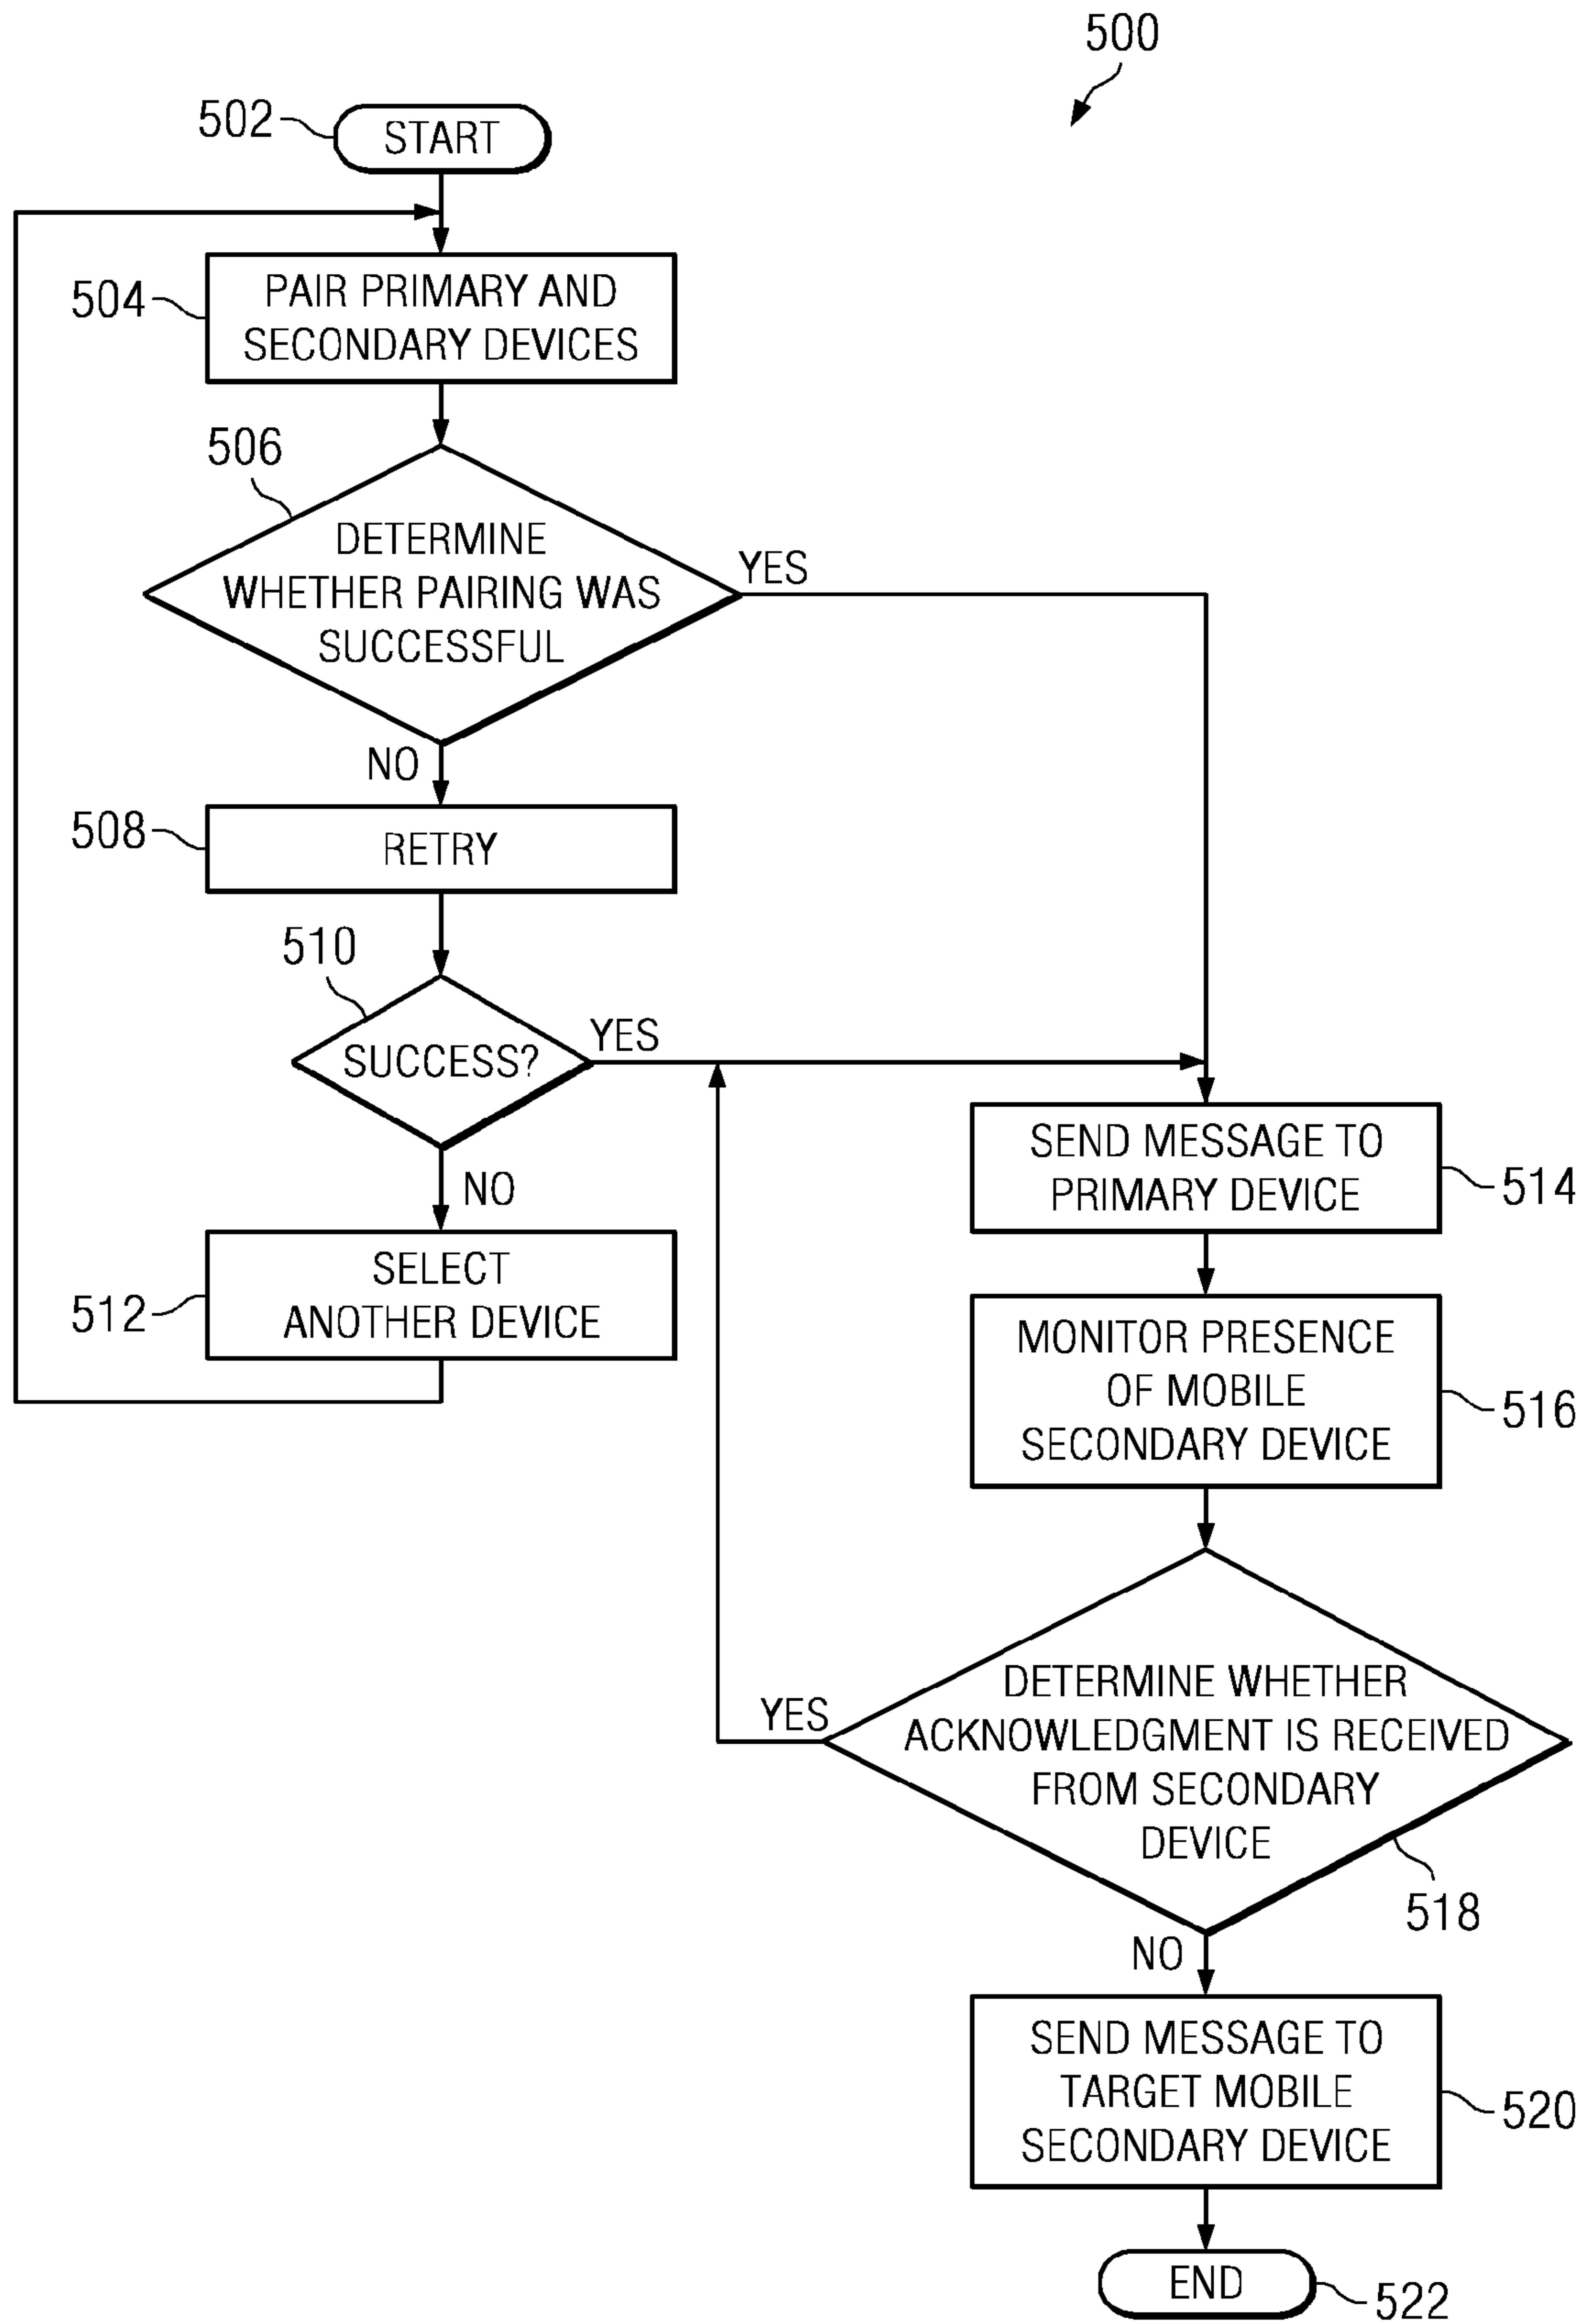 500
502
START
504
PAIR PRIMARY AND
SECONDARY DEVICES
506
DETERMINE
WHETHER PAIRING WAS
SUCCESSFUL
YES
NO
508
RETRY
510
SUCCESS?
YES
NO
512
SELECT
ANOTHER DEVICE
SEND MESSAGE TO
PRIMARY DEVICE
514
MONITOR PRESENCE
OF MOBILE
SECONDARY DEVICE
516
DETERMINE WHETHER
ACKNOWLEDGMENT IS RECEIVED
FROM SECONDARY
DEVICE
YES
518
NO
SEND MESSAGE TO
TARGET MOBILE
SECONDARY DEVICE
520
END
522